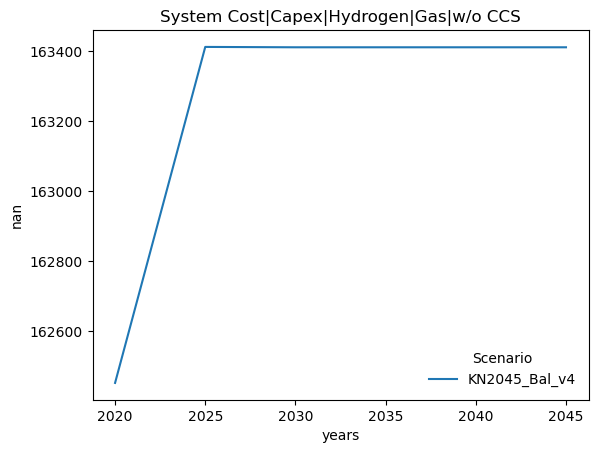 System Cost|Capex|Hydrogen|Gas|w/o CCS
163400
163200
163000
162800
162600
nan
2020 2025 2030 2035 2040 2045
years
Scenario
KN2045_Bal_v4